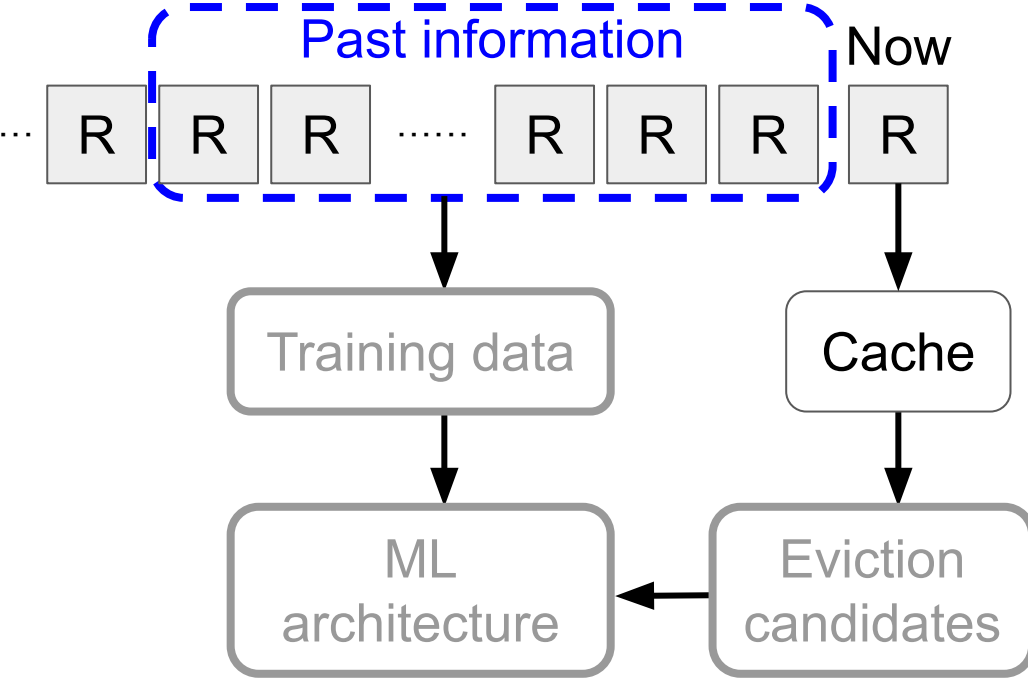 Past information
Now
... R R R ...... R R R R
Training data
Cache
ML
architecture
Eviction
candidates